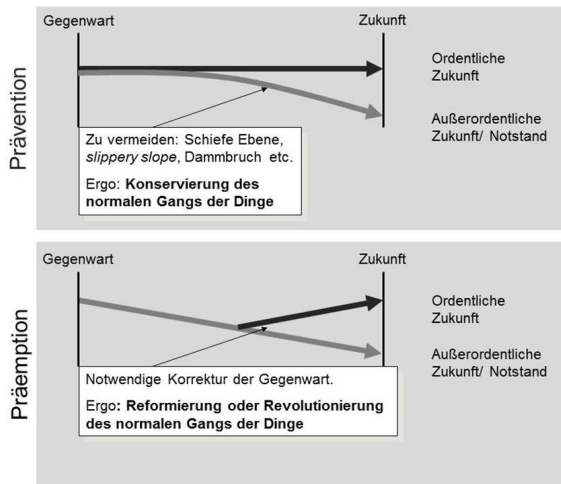 Prävention
Gegenwart
Zukunft
Ordentliche
Zukunft
Außerordentliche
Zukunft/ Notstand
Zu vermeiden: Schiefe Ebene,
slippery slope, Dammbruch etc.
Ergo: Konservierung des
normalen Gangs der Dinge
Präemption
Gegenwart
Zukunft
Ordentliche
Zukunft
Außerordentliche
Zukunft/ Notstand
Notwendige Korrektur der Gegenwart.
Ergo: Reformierung oder Revolutionierung
des normalen Gangs der Dinge